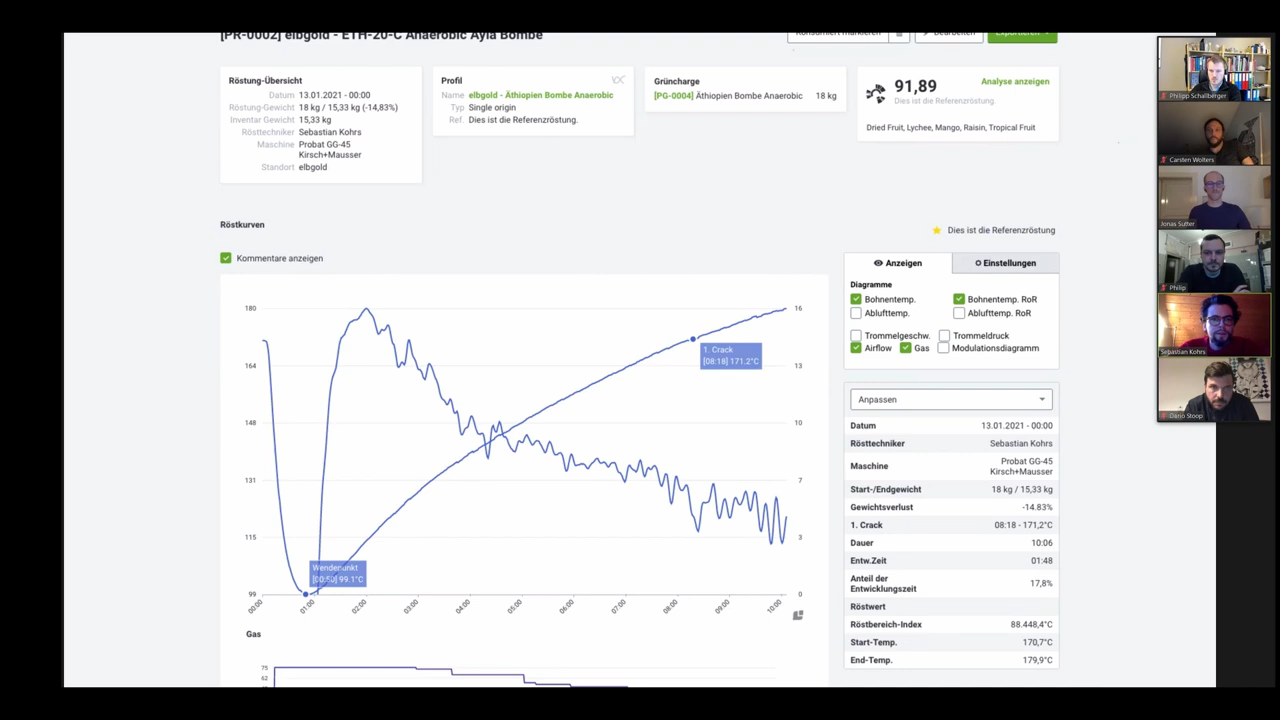 [PR-0002] elbgold - ETH-20-C Anaerobic Ayla Bombe
Konsumiert markieren
Bearbeiten
Exportieren
Röstung-Übersicht
Datum 13.01.2021 - 00:00
Röstung-Gewicht 18 kg / 15,33 kg (-14,83%)
Inventar Gewicht 15,33 kg
Rösttechniker Sebastian Kohrs
Maschine Probat GG-45
Kirsch+Mausser
Standort elbgold
Profil
Name elbgold - Äthiopien Bombe Anaerobic
Typ Single origin
Ref. Dies ist die Referenzröstung.
Grüncharge
[PG-0004] Äthiopien Bombe Anaerobic 18 kg
91,89
Analyse anzeigen
Dies ist die Referenzröstung.
Dried Fruit, Lychee, Mango, Raisin, Tropical Fruit
Röstkurven
Dies ist die Referenzröstung
Kommentare anzeigen
180
164
148
131
115
99
16
13
10
7
3
0
1. Crack
[08:18] 171.2°C
Wendepunkt
[00:50] 99.1°C
00:00 01:00 02:00 03:00 04:00 05:00 06:00 07:00 08:00 09:00 10:00
Gas
75
62
Anzeigen
Einstellungen
Diagramme
Bohnentemp. Bohnentemp. RoR
Ablufttemp. Ablufttemp. RoR
Trommelgeschw. Trommeldruck
Airflow Gas Modulationsdiagramm
Anpassen
Datum 13.01.2021 - 00:00
Rösttechniker Sebastian Kohrs
Maschine Probat GG-45
Kirsch+Mausser
Start-/Endgewicht 18 kg / 15,33 kg
Gewichtsverlust -14.83%
1. Crack 08:18 - 171,2°C
Dauer 10:06
Entw.Zeit 01:48
Anteil der
Entwicklungszeit 17,8%
Röstwert
Röstbereich-Index 88.448,4°C
Start-Temp. 170,7°C
End-Temp. 179,9°C
Philipp Schallberger
Carsten Wolters
Jonas Sutter
Philip
Sebastian Kohrs
Dario Stoop